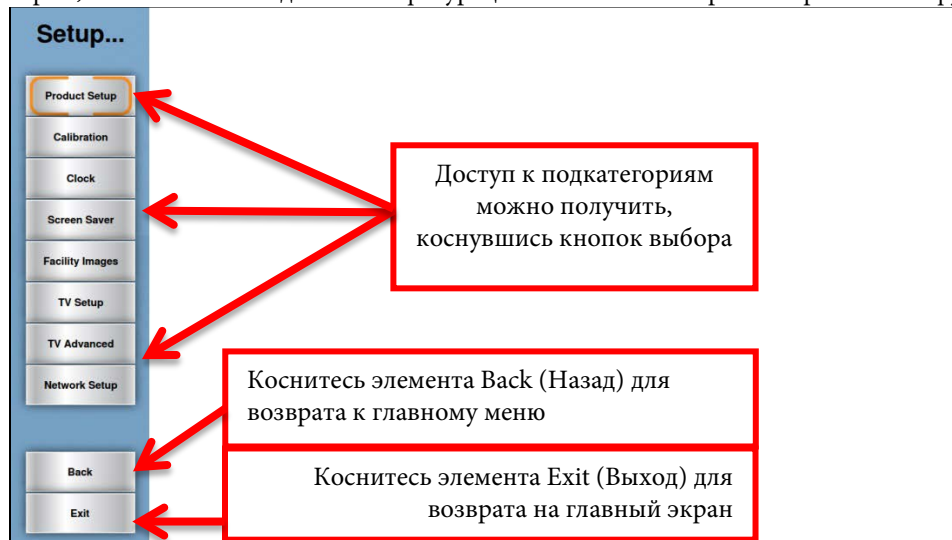 Setup...
Product Setup
Calibration
Clock
Screen Saver
Facility Images
TV Setup
TV Advanced
Network Setup
Back
Exit
Доступ к подкатегориям
можно получить,
коснувшись кнопок выбора
Коснитесь элемента Back (Назад) для
возврата к главному меню
Коснитесь элемента Exit (Выход) для
возврата на главный экран